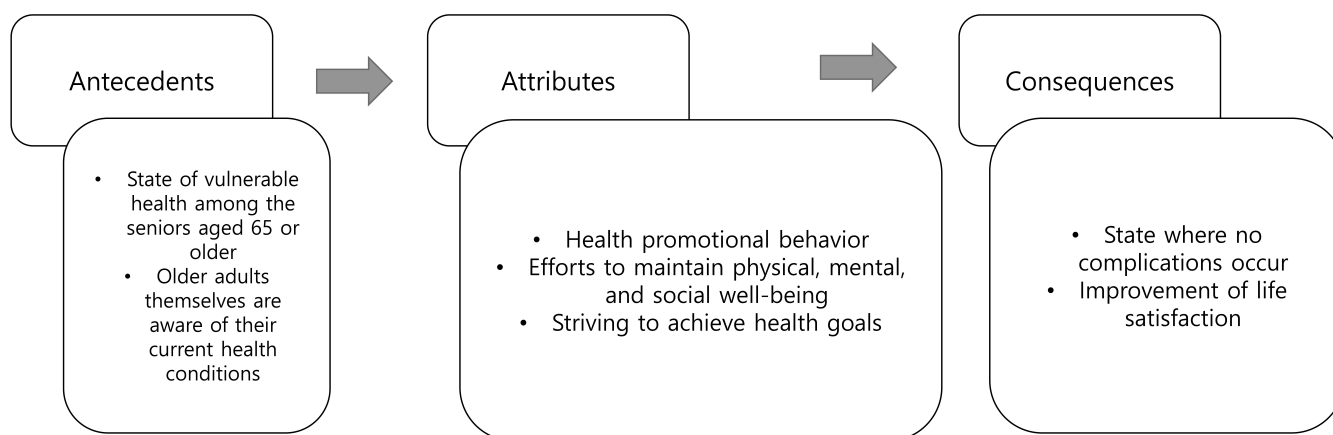 Antecedents
• State of vulnerable
health among the
seniors aged 65 or
older
• Older adults
themselves are
aware of their
current health
conditions
Attributes
• Health promotional behavior
• Efforts to maintain physical, mental,
and social well-being
• Striving to achieve health goals
Consequences
• State where no
complications occur
• Improvement of life
satisfaction